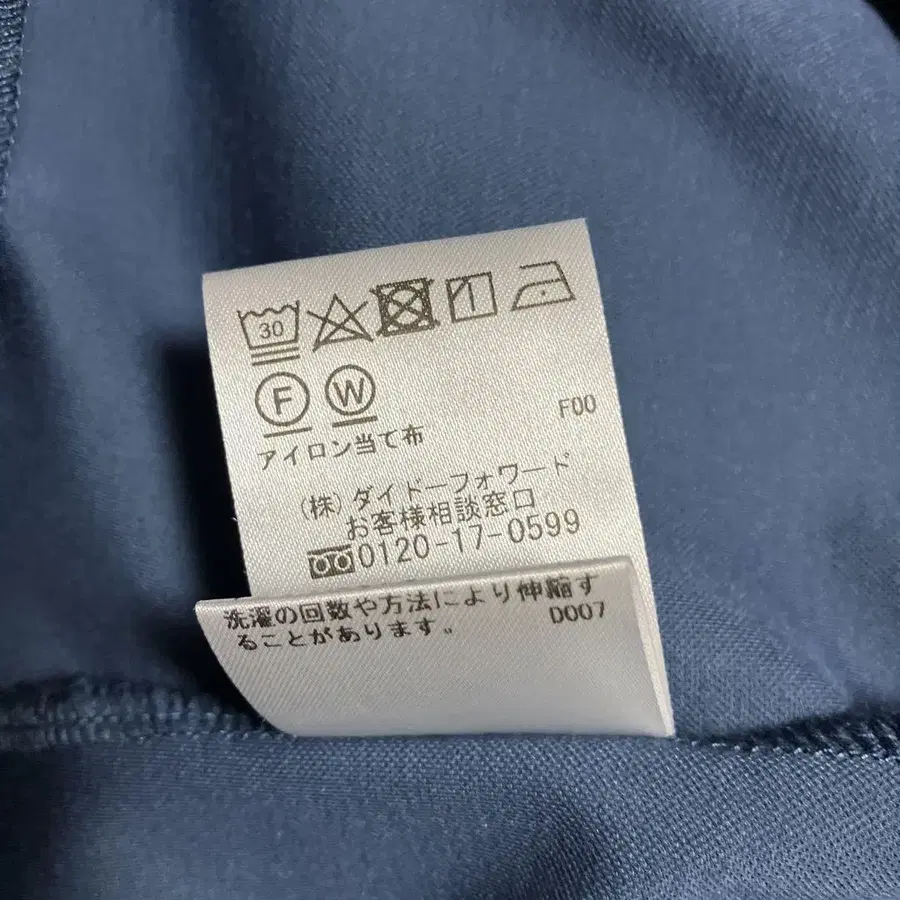 30
F W
アイロン当て布 F00
(株)ダイドーフォワード
お客様相談窓口
0120-17-0599
洗濯の回数や方法により伸縮す
ることがあります。 D007